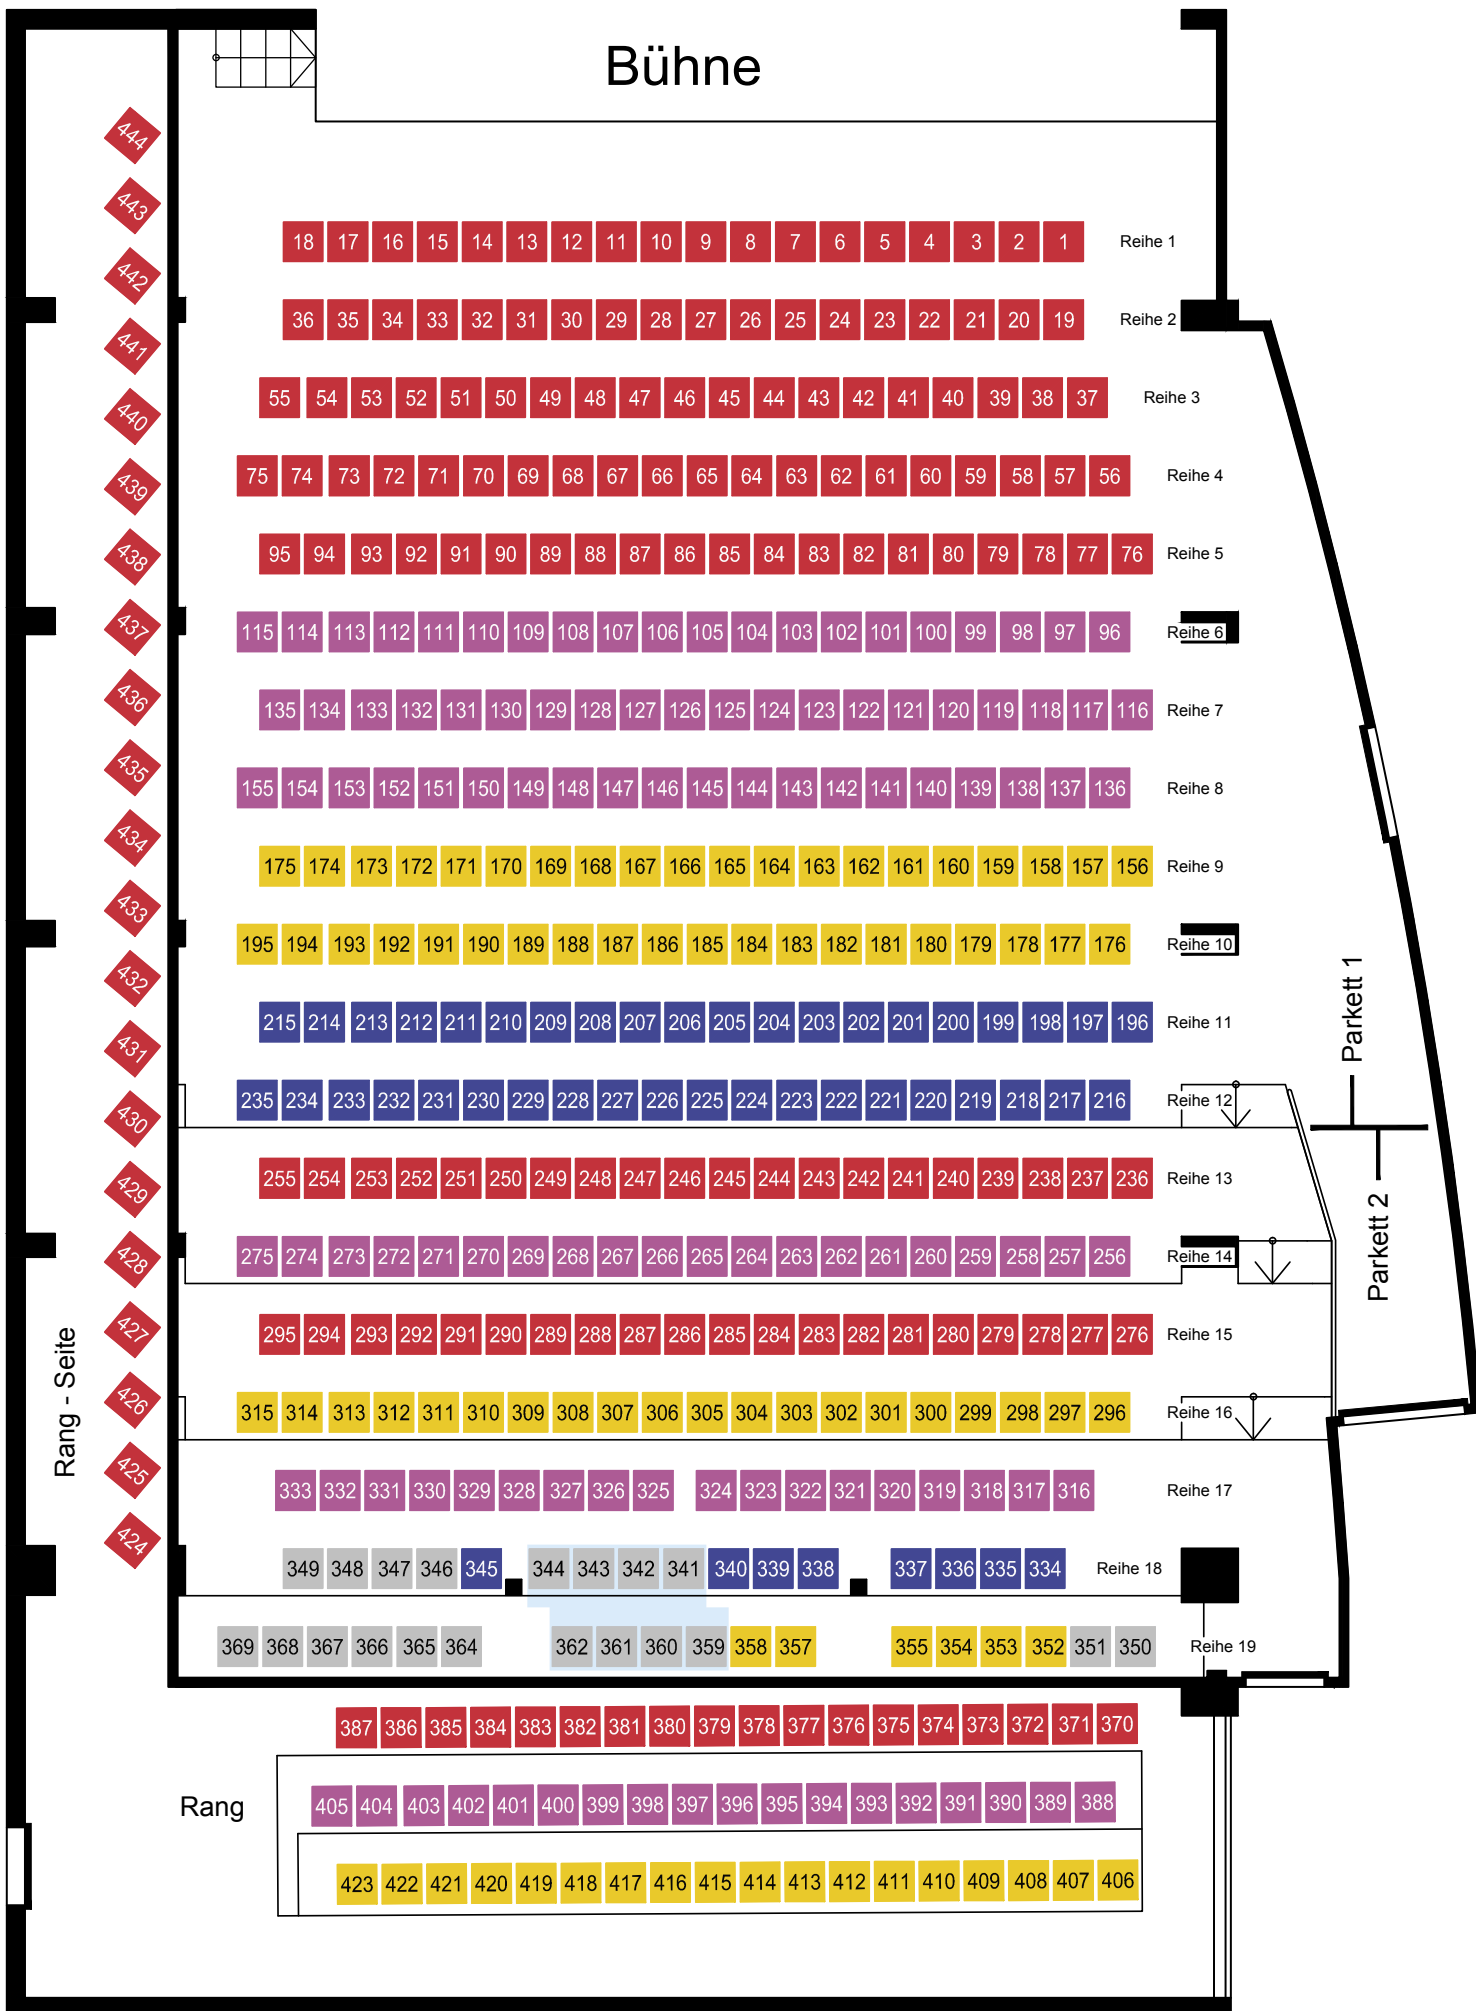 Bühne
444
443
442
441
440
439
438
437
436
435
434
433
432
431
430
429
428
427
426
425
424
Rang - Seite
18 17 16 15 14 13 12 11 10 9 8 7 6 5 4 3 2 1 Reihe 1
36 35 34 33 32 31 30 29 28 27 26 25 24 23 22 21 20 19 Reihe 2
55 54 53 52 51 50 49 48 47 46 45 44 43 42 41 40 39 38 37 Reihe 3
75 74 73 72 71 70 69 68 67 66 65 64 63 62 61 60 59 58 57 56 Reihe 4
95 94 93 92 91 90 89 88 87 86 85 84 83 82 81 80 79 78 77 76 Reihe 5
115 114 113 112 111 110 109 108 107 106 105 104 103 102 101 100 99 98 97 96 Reihe 6
135 134 133 132 131 130 129 128 127 126 125 124 123 122 121 120 119 118 117 116 Reihe 7
155 154 153 152 151 150 149 148 147 146 145 144 143 142 141 140 139 138 137 136 Reihe 8
175 174 173 172 171 170 169 168 167 166 165 164 163 162 161 160 159 158 157 156 Reihe 9
195 194 193 192 191 190 189 188 187 186 185 184 183 182 181 180 179 178 177 176 Reihe 10
215 214 213 212 211 210 209 208 207 206 205 204 203 202 201 200 199 198 197 196 Reihe 11
235 234 233 232 231 230 229 228 227 226 225 224 223 222 221 220 219 218 217 216 Reihe 12
Parkett 1
Parkett 2
255 254 253 252 251 250 249 248 247 246 245 244 243 242 241 240 239 238 237 236 Reihe 13
275 274 273 272 271 270 269 268 267 266 265 264 263 262 261 260 259 258 257 256 Reihe 14
295 294 293 292 291 290 289 288 287 286 285 284 283 282 281 280 279 278 277 276 Reihe 15
315 314 313 312 311 310 309 308 307 306 305 304 303 302 301 300 299 298 297 296 Reihe 16
333 332 331 330 329 328 327 326 325 324 323 322 321 320 319 318 317 316 Reihe 17
349 348 347 346 345 344 343 342 341 340 339 338 337 336 335 334 Reihe 18
369 368 367 366 365 364 362 361 360 359 358 357 355 354 353 352 351 350 Reihe 19
387 386 385 384 383 382 381 380 379 378 377 376 375 374 373 372 371 370
Rang
405 404 403 402 401 400 399 398 397 396 395 394 393 392 391 390 389 388
423 422 421 420 419 418 417 416 415 414 413 412 411 410 409 408 407 406